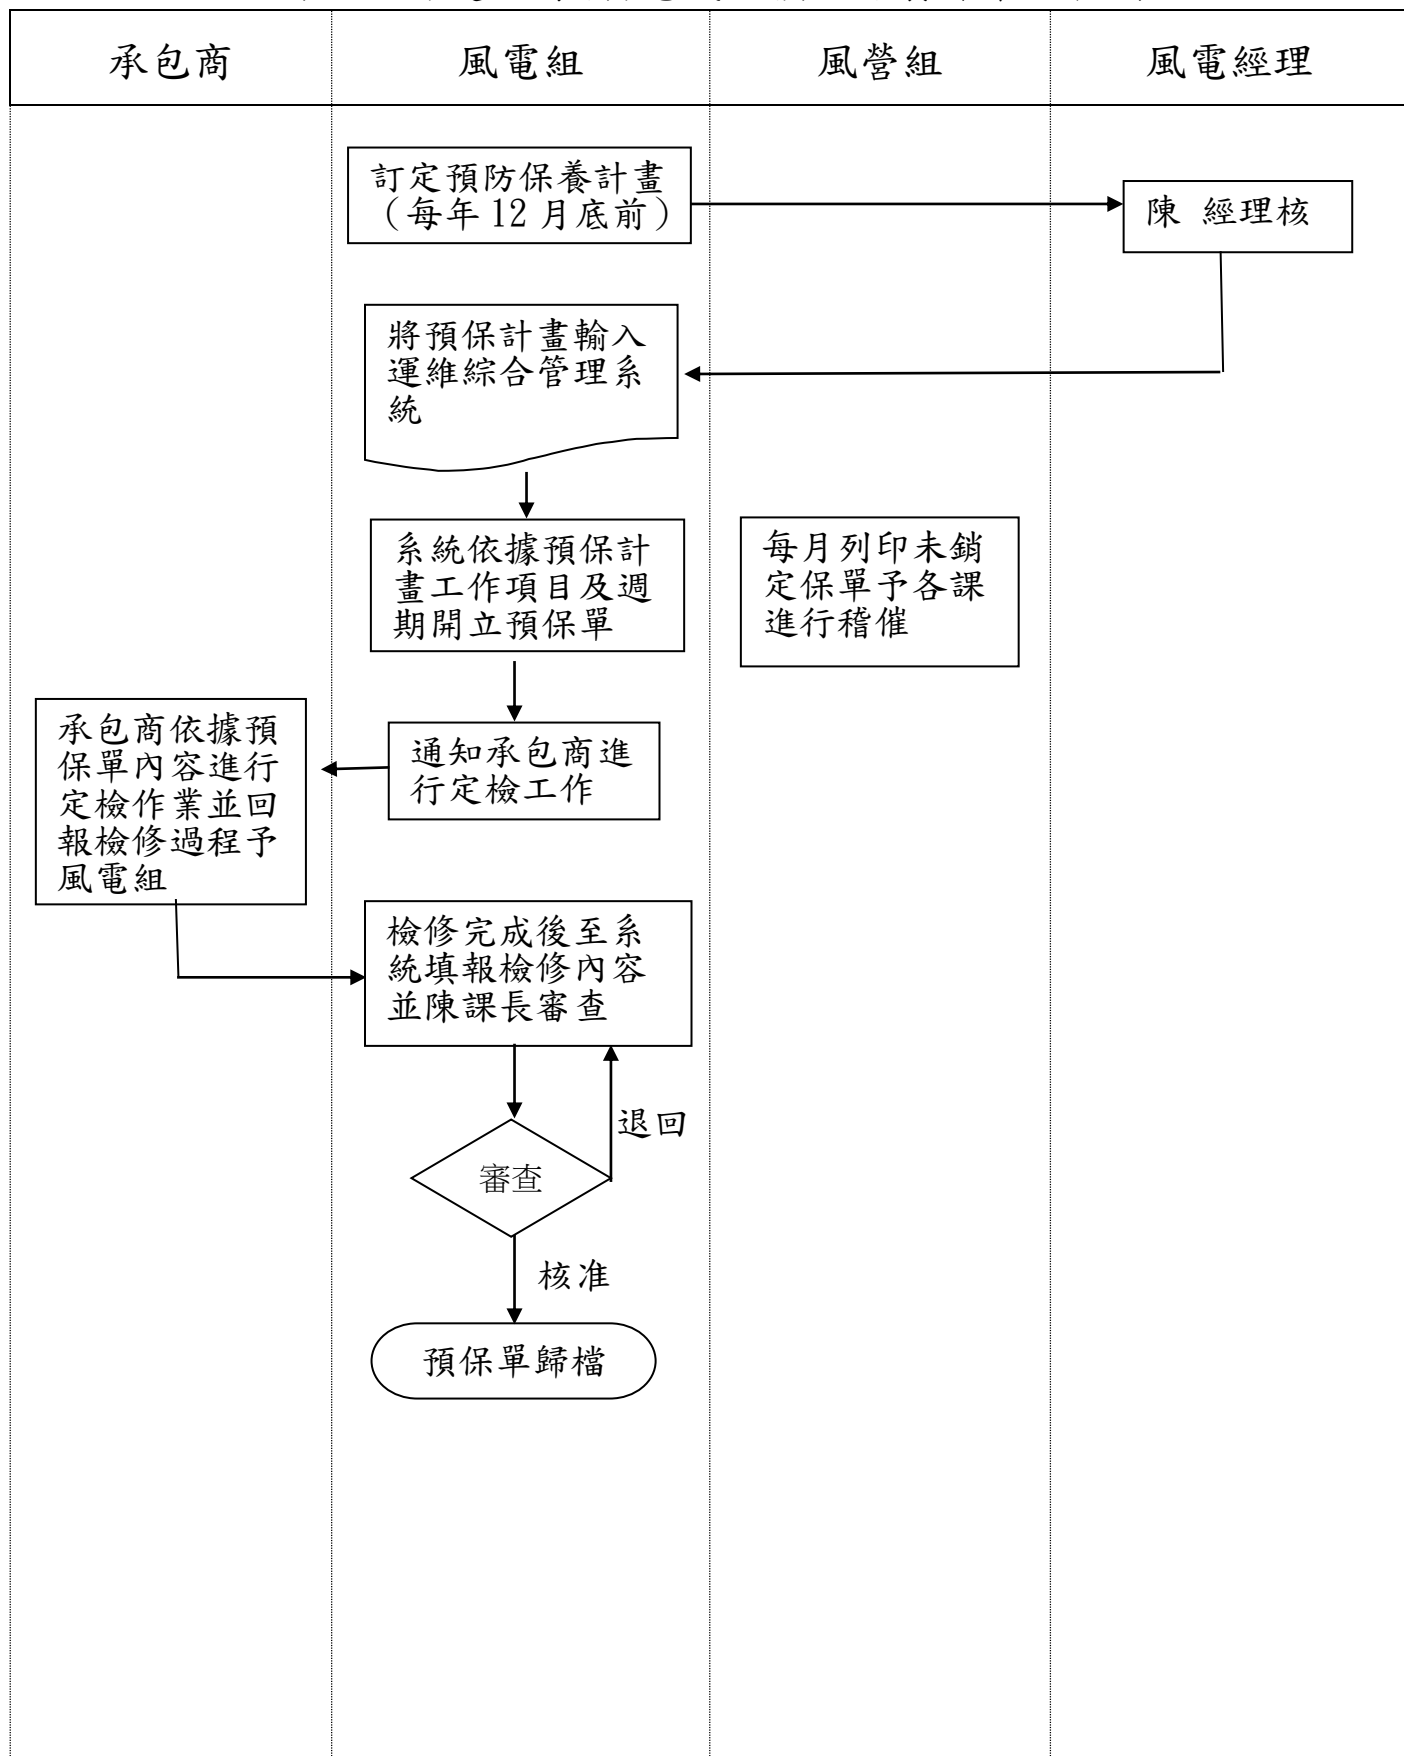 承包商
風電組
風營組
風電經理
訂定預防保養計畫
（每年12月底前）
陳 經理核
將預保計畫輸入
運維綜合管理系
統
系統依據預保計
畫工作項目及週
期開立預保單
每月列印未銷
定保單予各課
進行稽催
通知承包商進
行定檢工作
承包商依據預
保單內容進行
定檢作業並回
報檢修過程予
風電組
檢修完成後至系
統填報檢修內容
並陳課長審查
退回
審查
核准
預保單歸檔